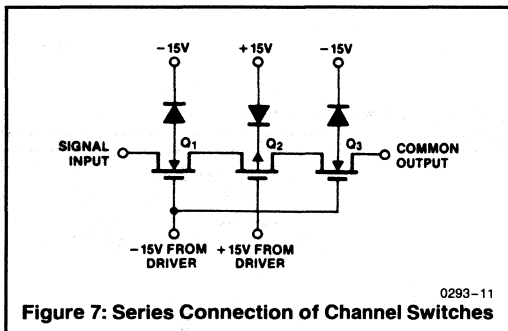 -15V +15V -15V
Q1 Q2 Q3
SIGNAL INPUT
COMMON OUTPUT
-15V FROM DRIVER
+15V FROM DRIVER
0293-11
Figure 7: Series Connection of Channel Switches